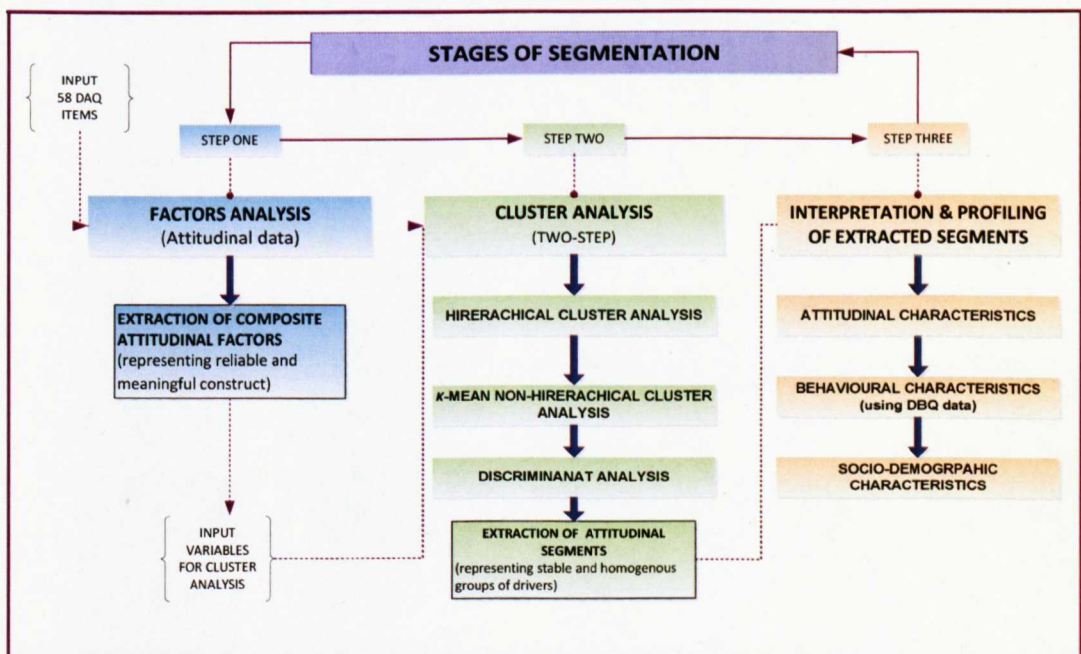 STAGES OF SEGMENTATION
INPUT
58 DAQ
ITEMS
STEP ONE
STEP TWO
STEP THREE
FACTORS ANALYSIS
(Attitudinal data)
EXTRACTION OF COMPOSITE
ATTITUDINAL FACTORS
(representing reliable and
meaningful construct)
INPUT
VARIABLES
FOR CLUSTER
ANALYSIS
CLUSTER ANALYSIS
(TWO-STEP)
HIRERACHICAL CLUSTER ANALYSIS
K-MEAN NON-HIRERACHICAL CLUSTER
ANALYSIS
DISCRIMINANAT ANALYSIS
EXTRACTION OF ATTITUDINAL
SEGMENTS
(representing stable and homogenous
groups of drivers)
INTERPRETATION & PROFILING
OF EXTRACTED SEGMENTS
ATTITUDINAL CHARACTERISTICS
BEHAVIOURAL CHARACTERISTICS
(using DBQ data)
SOCIO-DEMOGRPAHIC
CHARACTERISTICS